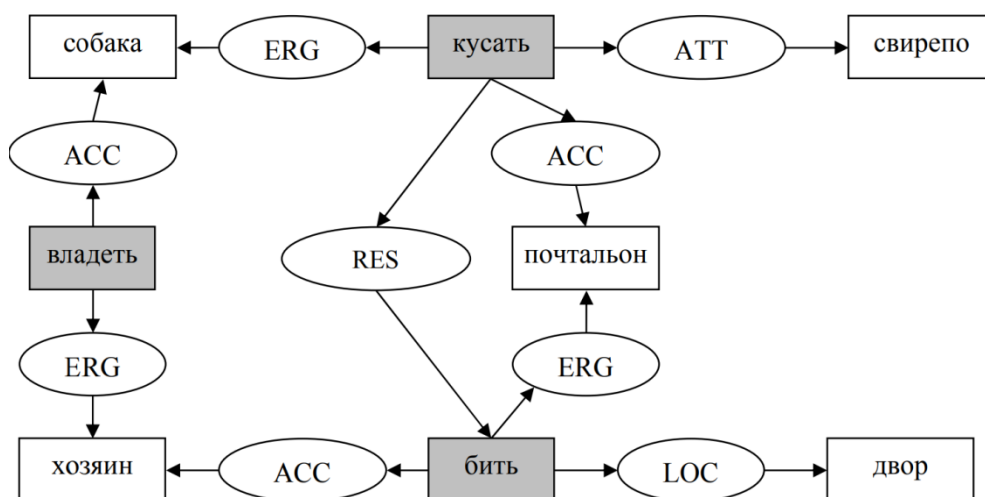 собака
ERG
кусать
ATT
свирепо
ACC
ACC
владеть
RES
почтальон
ERG
ERG
хозяин
ACC
бить
LOC
двор